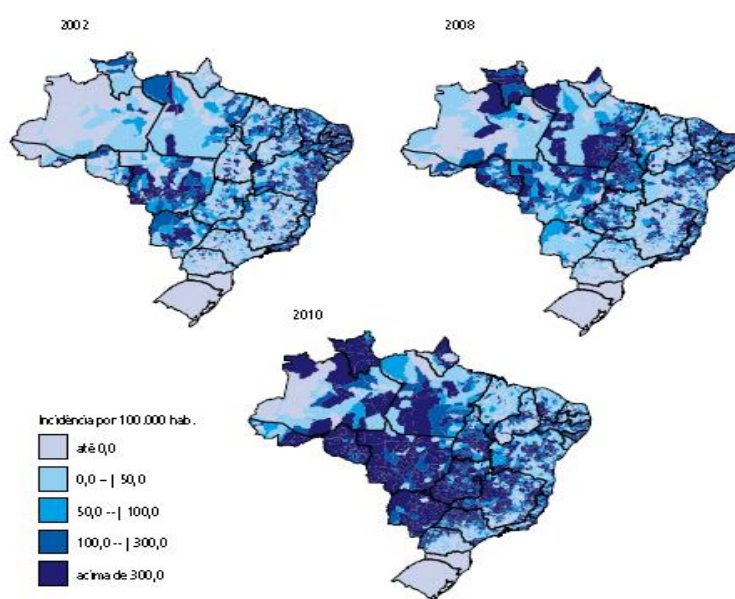 2002
2008
2010
Incidência por 100.000 hab.
até 0,0
0,0 -- | 50,0
50,0 -- | 100,0
100,0 -- | 300,0
acima de 300,0